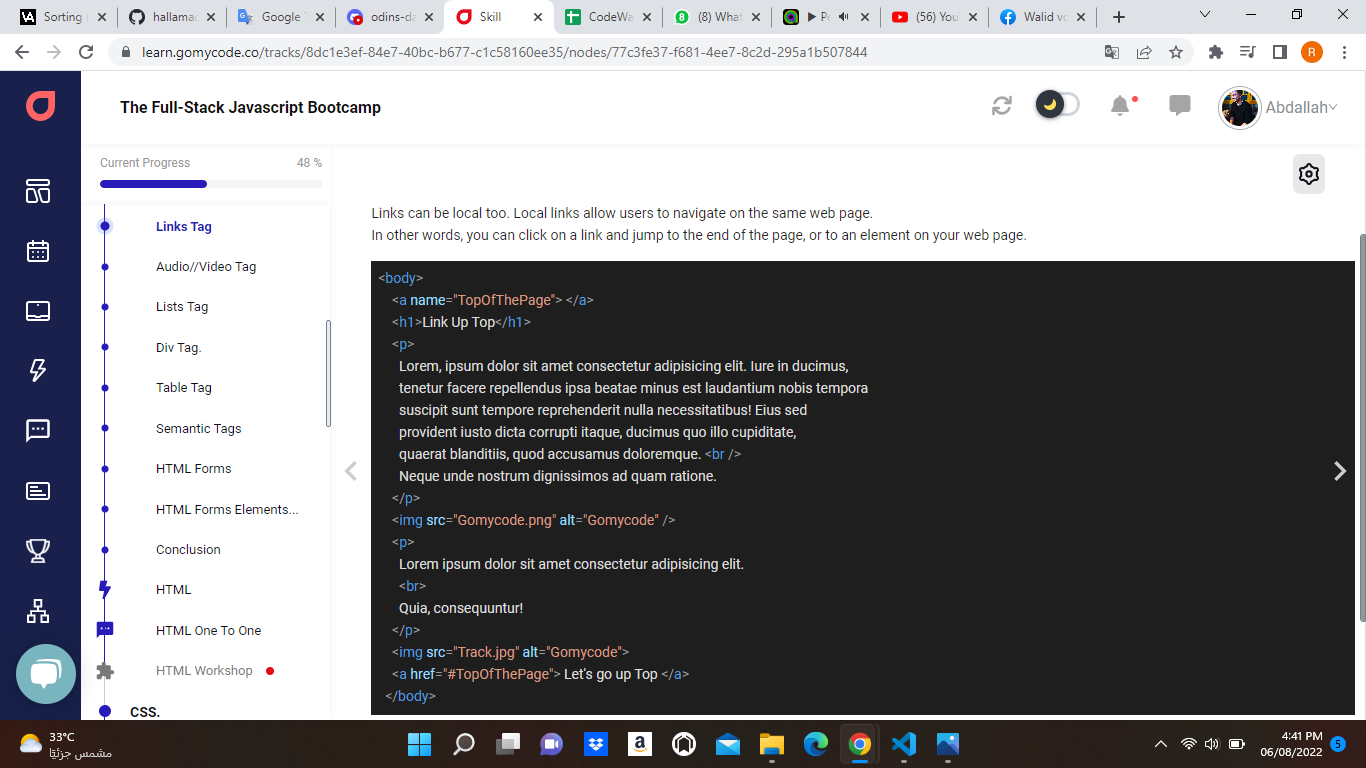 Sorting (
hallamac
Google T
odins-da
Skill
CodeWa
(8) What
Pe
(56) You
Walid vo
learn.gomycode.co/tracks/8dc1e3ef-84e7-40bc-b677-c1c58160ee35/nodes/77c3fe37-f681-4ee7-8c2d-295a1b507844
R
The Full-Stack Javascript Bootcamp
Abdallah
Current Progress 48 %
Links Tag
Audio//Video Tag
Lists Tag
Div Tag.
Table Tag
Semantic Tags
HTML Forms
HTML Forms Elements...
Conclusion
HTML
HTML One To One
HTML Workshop
CSS.
Links can be local too. Local links allow users to navigate on the same web page.
In other words, you can click on a link and jump to the end of the page, or to an element on your web page.
<body>
<a name="TopOfThePage"> </a>
<h1>Link Up Top</h1>
<p>
Lorem, ipsum dolor sit amet consectetur adipisicing elit. Iure in ducimus,
tenetur facere repellendus ipsa beatae minus est laudantium nobis tempora
suscipit sunt tempore reprehenderit nulla necessitatibus! Eius sed
provident iusto dicta corrupti itaque, ducimus quo illo cupiditate,
quaerat blanditiis, quod accusamus doloremque. <br />
Neque unde nostrum dignissimos ad quam ratione.
</p>
<img src="Gomycode.png" alt="Gomycode" />
<p>
Lorem ipsum dolor sit amet consectetur adipisicing elit.
<br>
Quia, consequuntur!
</p>
<img src="Track.jpg" alt="Gomycode">
<a href="#TopOfThePage"> Let's go up Top </a>
</body>
33°C
مشمس جزئيًا
4:41 PM
06/08/2022
5